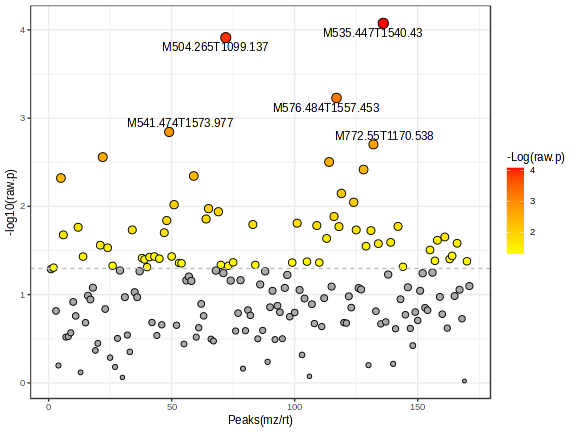 M535.447T1540.43
M504.265T1099.137
M576.484T1557.453
M541.474T1573.977
M772.55T1170.538
-log10(raw.p)
4
3
2
1
0
0
50
100
150
Peaks(mz/rt)
-Log(raw.p)
4
3
2